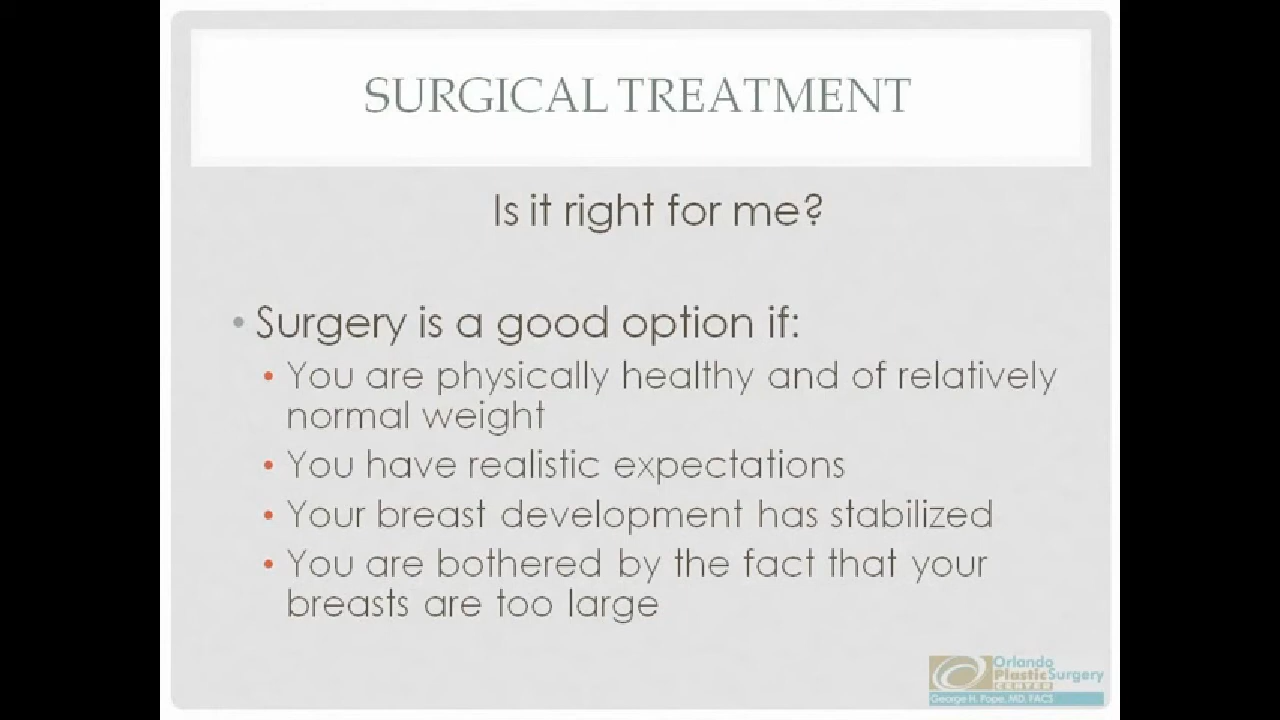 SURGICAL TREATMENT
Is it right for me?
• Surgery is a good option if:
• You are physically healthy and of relatively
normal weight
• You have realistic expectations
• Your breast development has stabilized
• You are bothered by the fact that your
breasts are too large
Orlando
PlasticSurgery
CENTER
George H. Pope, MD, FACS